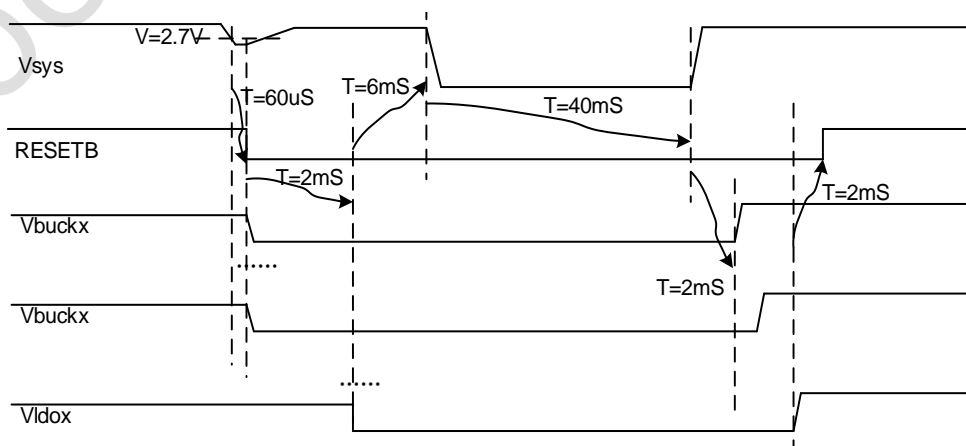 V=2.7V
Vsys
T=60uS
T=6mS
T=40mS
RESETB
T=2mS
T=2mS
Vbuckx
......
T=2mS
Vbuckx
......
Vldox